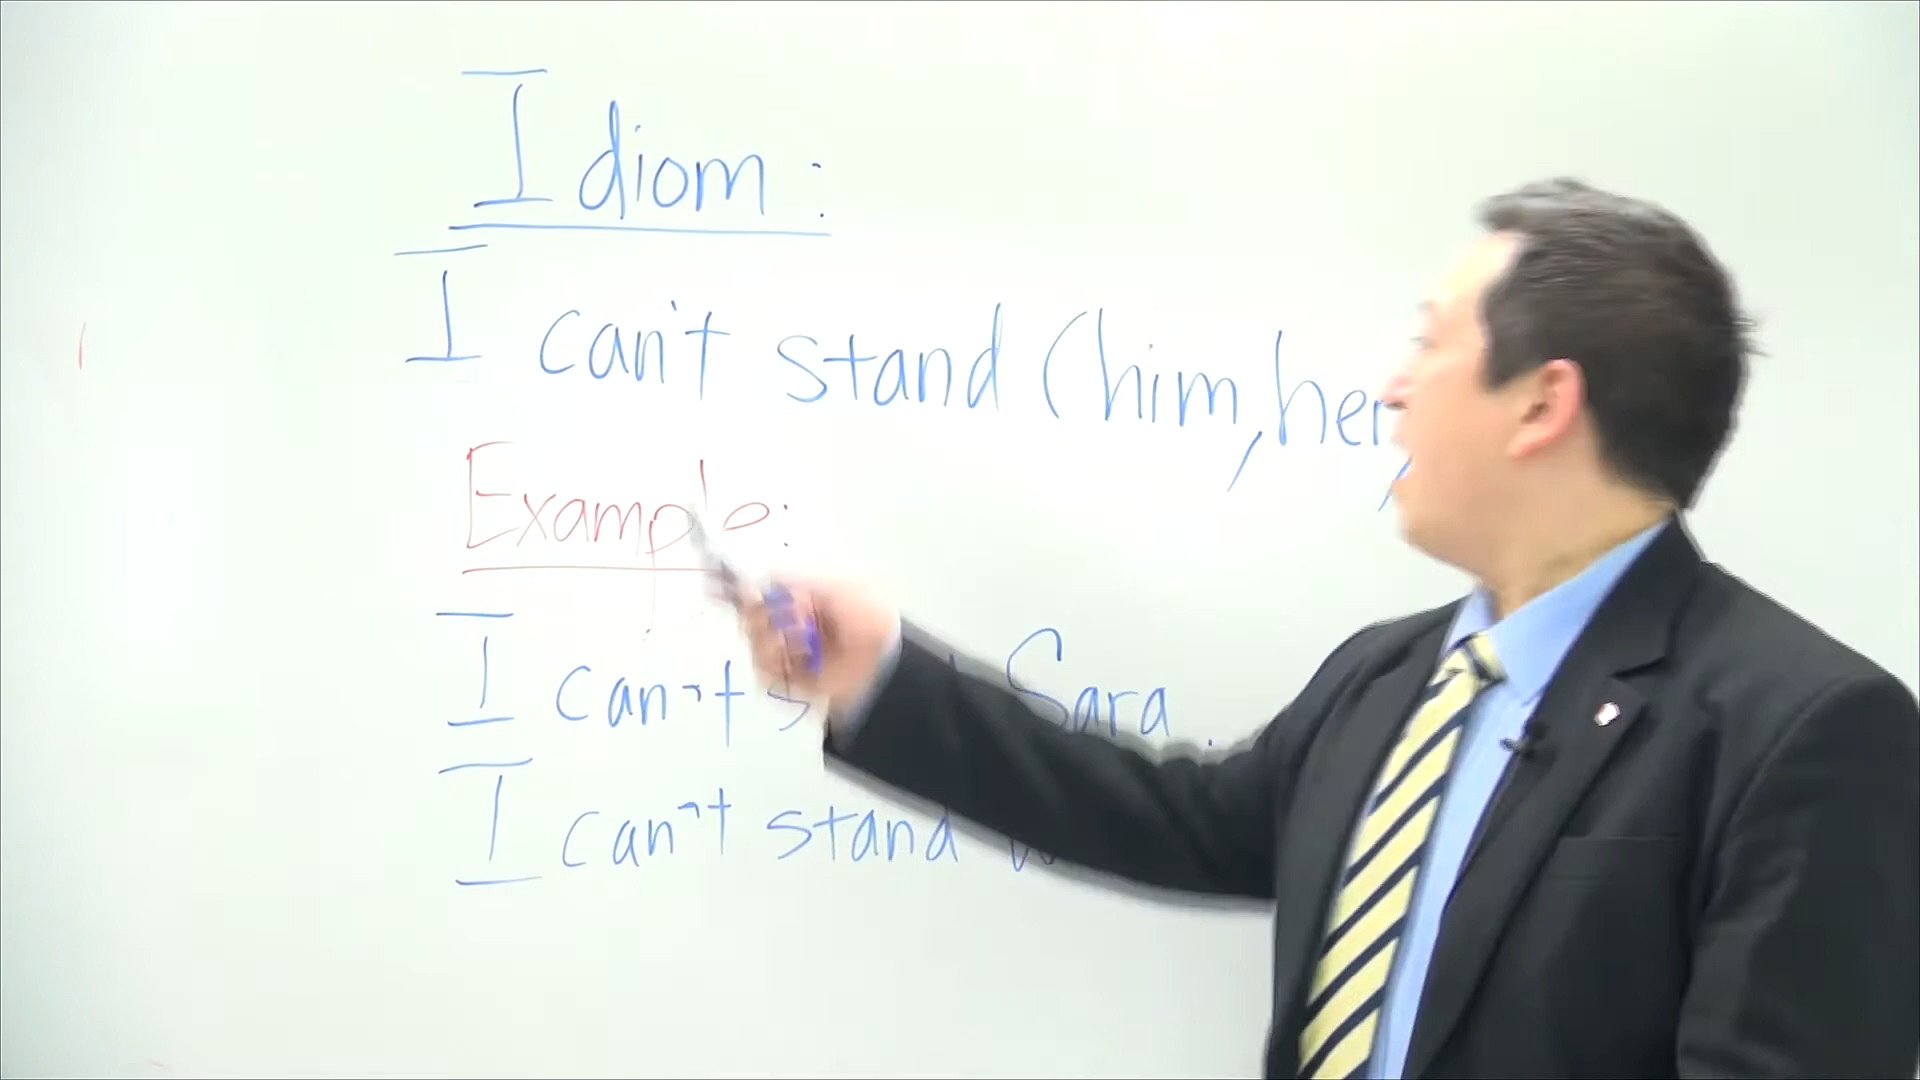 Idiom:
I can't stand (him, her,
Example:
I can't Sara.
I can't stand